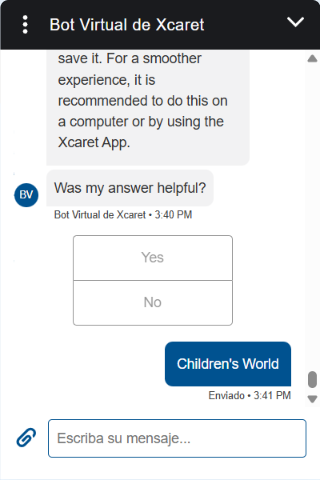 Bot Virtual de Xcaret
save it. For a smoother
experience, it is
recommended to do this on
a computer or by using the
Xcaret App.
Was my answer helpful?
BV
Bot Virtual de Xcaret • 3:40 PM
Yes
No
Children's World
Enviado • 3:41 PM
Escriba su mensaje...